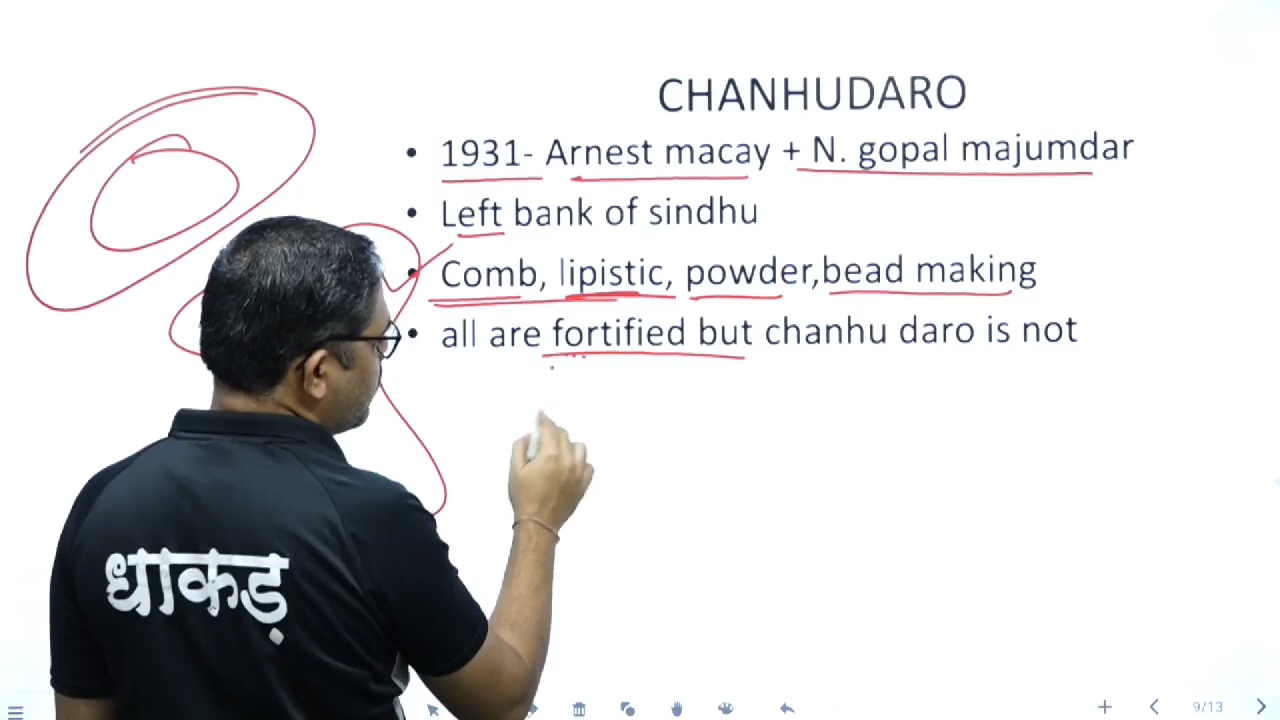 CHANHUDARO
• 1931- Arnest macay + N. gopal majumdar
• Left bank of sindhu
• Comb, lipistic, powder,bead making
• all are fortified but chanhu daro is not
धाकड़
9/13